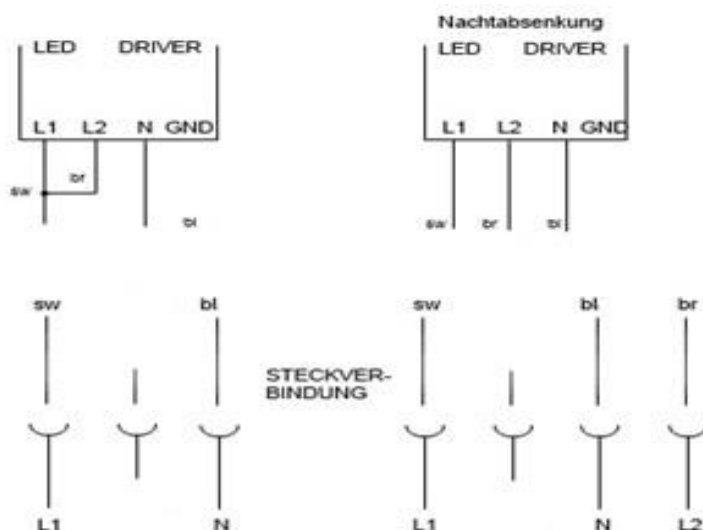 Nachtabsenkung
LED DRIVER
LED DRIVER
L1 L2 N GND
L1 L2 N GND
sw br bl
sw br bl
sw bl
sw bl br
STECKVER-
BINDUNG
L1 N
L1 N L2